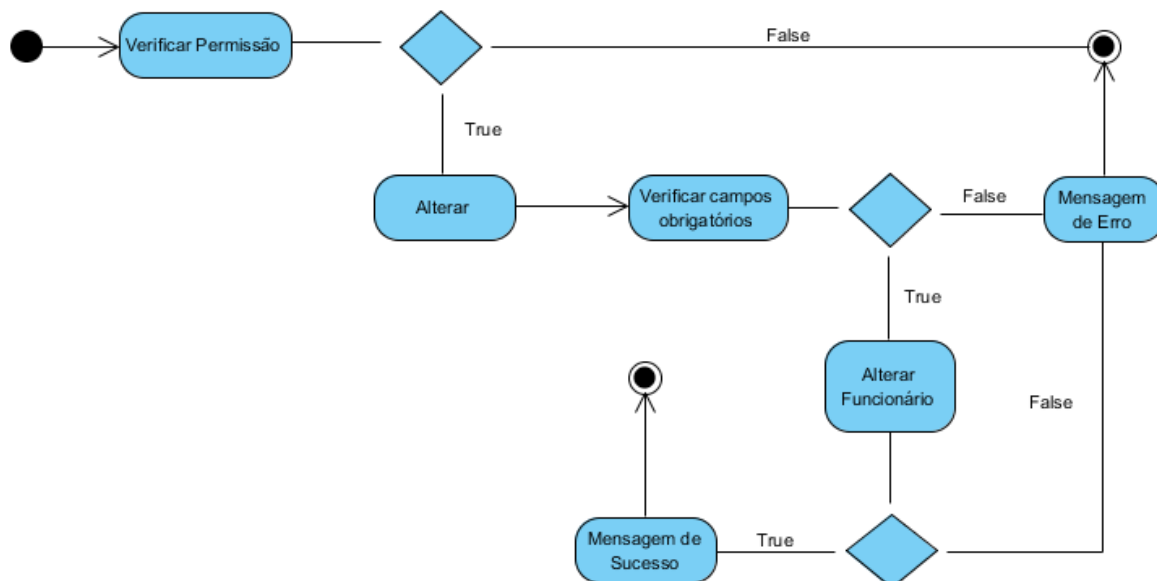 Verificar Permissão
False
True
Alterar
Verificar campos
obrigatórios
False
Mensagem
de Erro
True
Alterar
Funcionário
False
Mensagem de
Sucesso
True